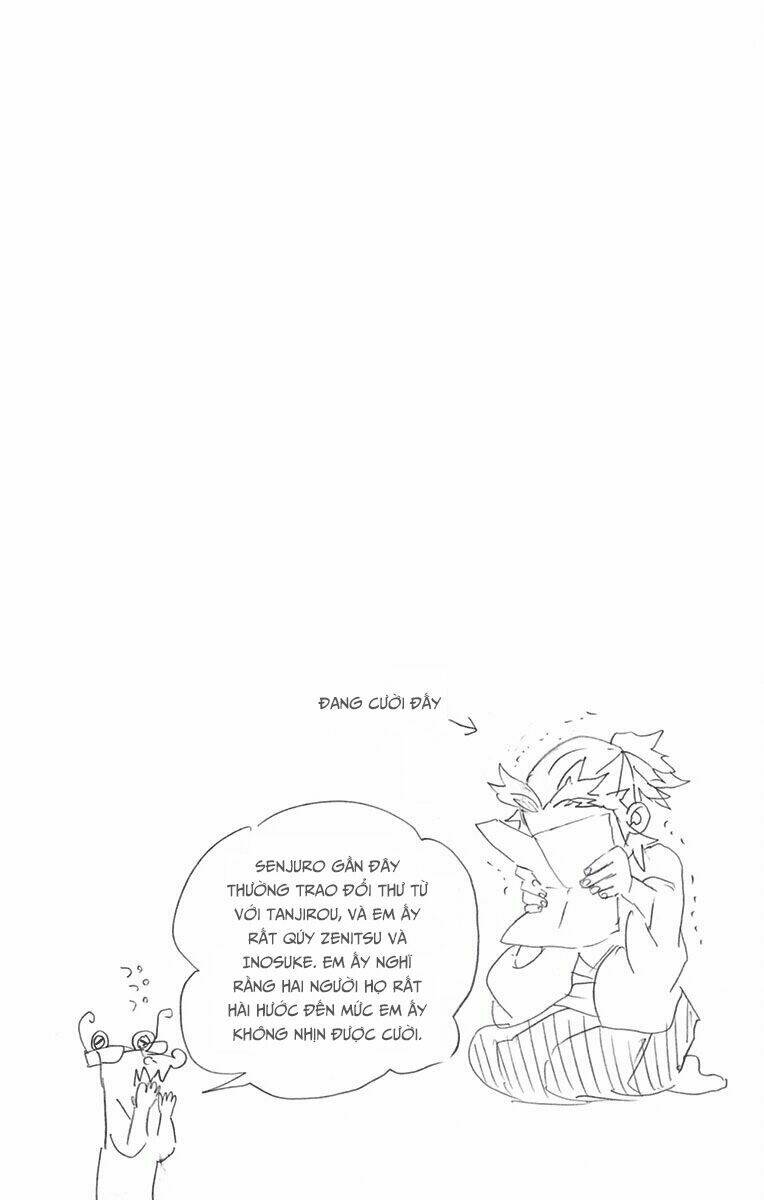 ĐANG CƯỜI ĐẤY
SENJURO GẦN ĐÂY
THƯỜNG TRAO ĐỔI THƯ TỪ
VỚI TANJIROU, VÀ EM ẤY
RẤT QÚY ZENITSU VÀ
INOSUKE. EM ẤY NGHĨ
RẰNG HAI NGƯỜI HỌ RẤT
HÀI HƯỚC ĐẾN MỨC EM ẤY
KHÔNG NHỊN ĐƯỢC CƯỜI.